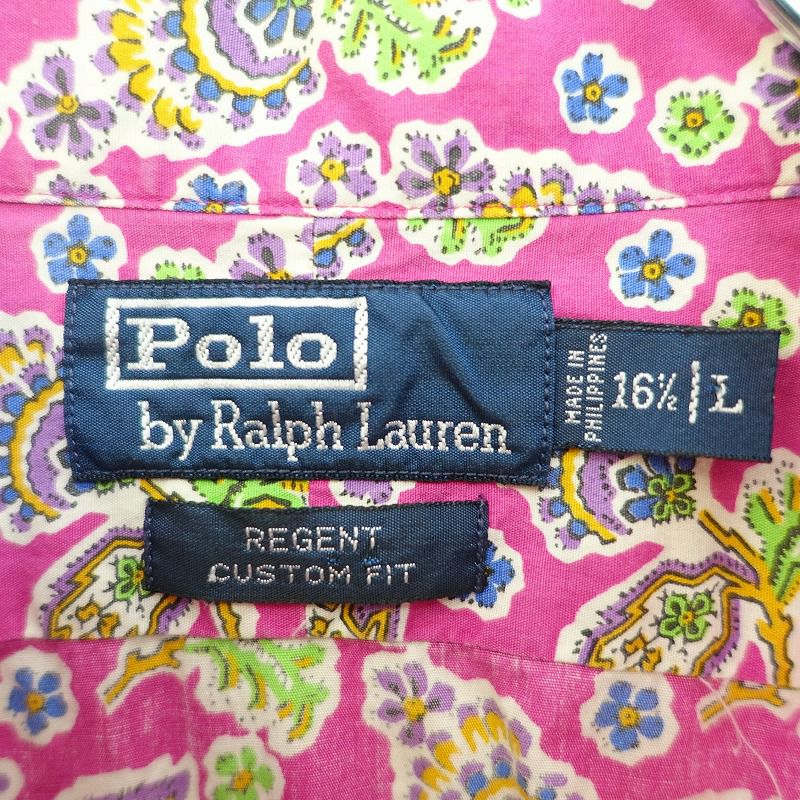 Polo
by Ralph Lauren
MADE IN
PHILIPPINES
16½ L
REGENT
CUSTOM FIT